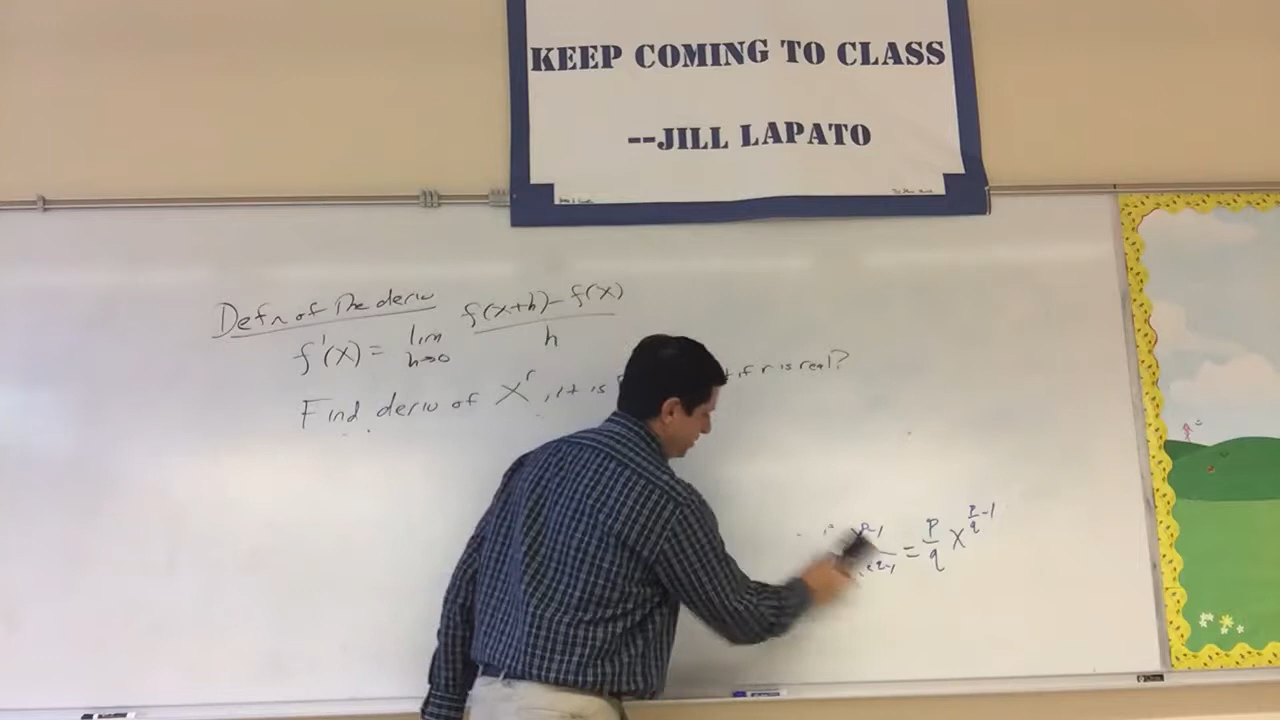 KEEP COMING TO CLASS
--JILL LAPATO
Defn of the deriv
f'(x) = lim h→0 f(x+h)-f(x) / h
Find deriv of x^r, it is if r is real?
= p/q x^(p/q-1)